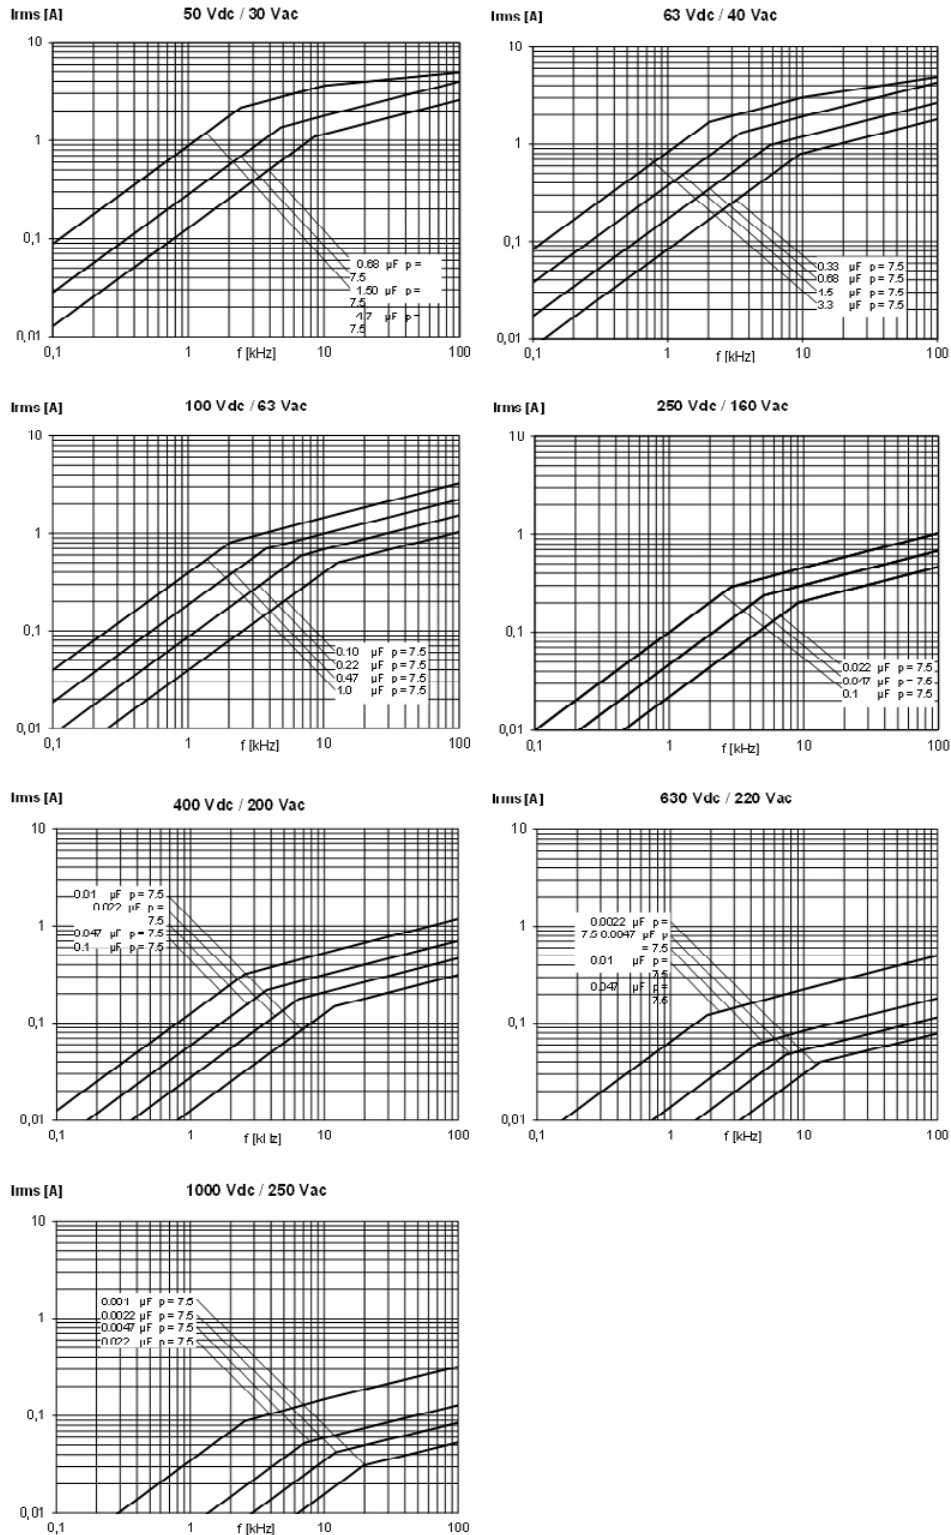 Irms [A]
50 Vdc / 30 Vac
10
1
0,1
0,01
0.68 µF p =
7.5
1.50 µF p =
7.5
4.7 µF p =
7.5
0,1
1
10
100
f [kHz]
Irms [A]
63 Vdc / 40 Vac
10
1
0,1
0,01
0.33 µF p = 7.5
0.68 µF p = 7.5
1.5 µF p = 7.5
3.3 µF p = 7.5
0,1
1
10
100
f [kHz]
Irms [A]
100 Vdc / 63 Vac
10
1
0,1
0,01
0.10 µF p = 7.5
0.22 µF p = 7.5
0.47 µF p = 7.5
1.0 µF p = 7.5
0,1
1
10
100
f [kHz]
Irms [A]
250 Vdc / 160 Vac
10
1
0,1
0,01
0.022 µF p = 7.5
0.047 µF p = 7.5
0.1 µF p = 7.5
0,1
1
10
100
f [kHz]
Irms [A]
400 Vdc / 200 Vac
10
1
0,1
0,01
0.01 µF p = 7.5
0.022 µF p =
7.5
0.047 µF p = 7.5
0.1 µF p = 7.5
0,1
1
10
100
f [kHz]
Irms [A]
630 Vdc / 220 Vac
10
1
0,1
0,01
0.0022 µF p =
7.5 0.0047 µF p
= 7.5
0.01 µF p =
7.5
0.047 µF p =
7.5
0,1
1
10
100
f [kHz]
Irms [A]
1000 Vdc / 250 Vac
10
1
0,1
0,01
0.001 µF p = 7.5
0.0022 µF p = 7.5
0.0047 µF p = 7.5
0.022 µF p = 7.5
0,1
1
10
100
f [kHz]